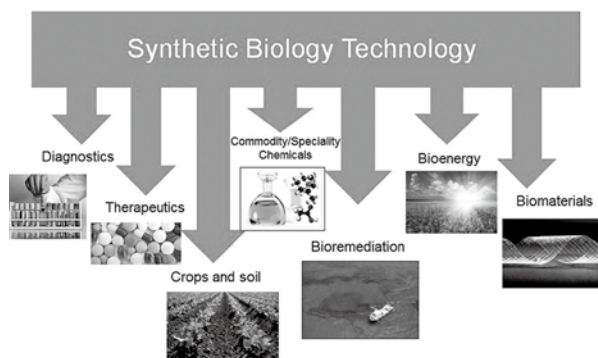 Synthetic Biology Technology
Diagnostics
Therapeutics
Crops and soil
Commodity/Speciality
Chemicals
Bioremediation
Bioenergy
Biomaterials